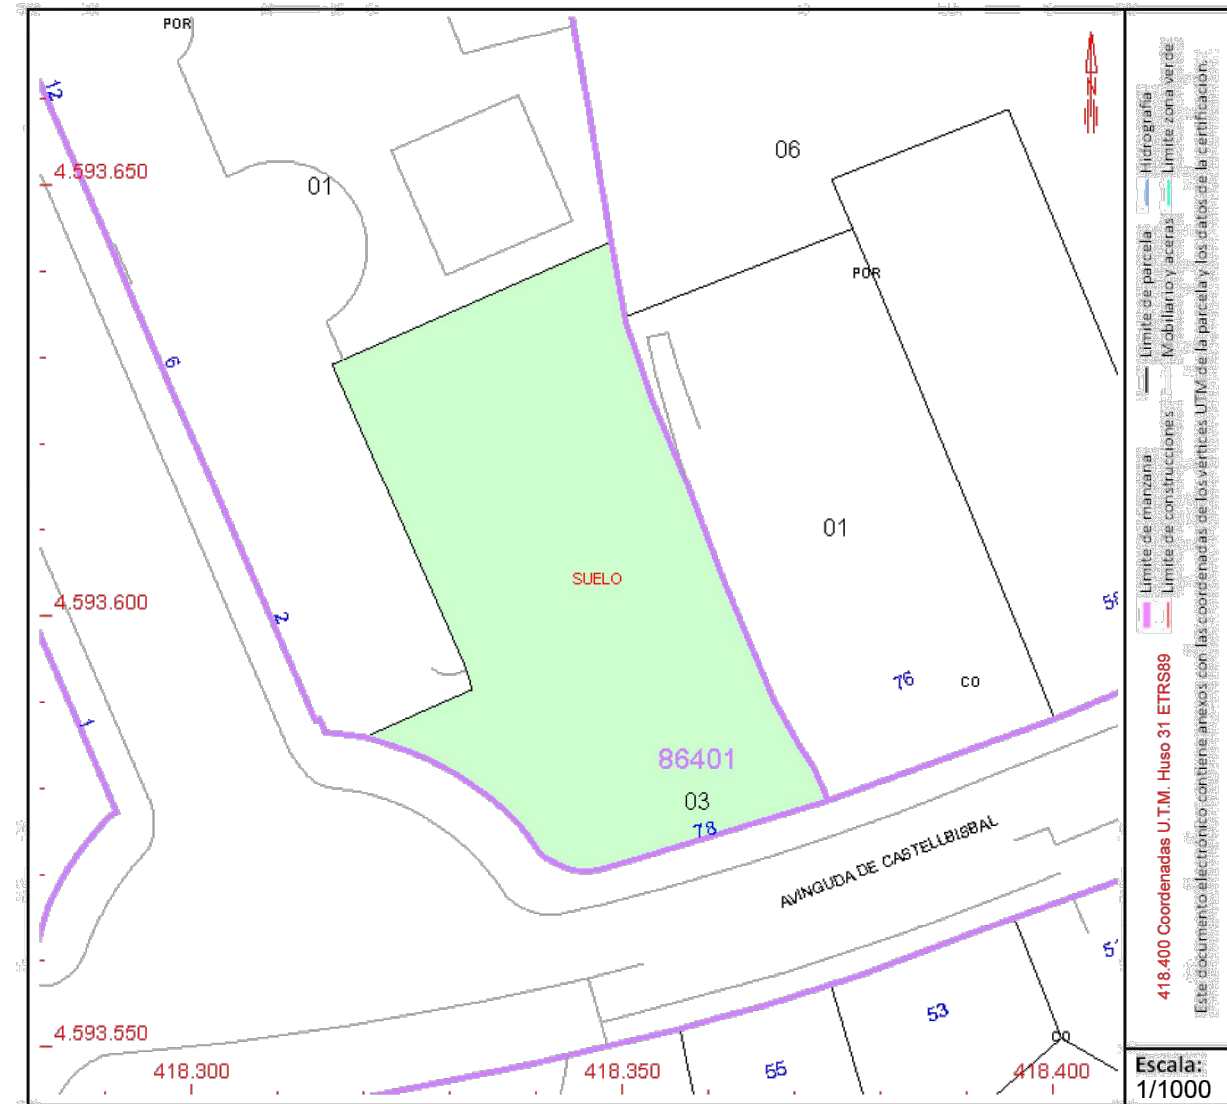 POR
12
4.593.650
01
06
POR
6
SUELO
01
4.593.600
2
76
CO
1
86401
03
78
AVINGUDA DE CASTELLBISBAL
53
CO
4.593.550
418.300
418.350
55
418.400
N
Hidrografía
Límite zona verde
Límite de parcela
Mobiliario y aceras
Límite de manzana
Límite de construcciones
418.400 Coordenadas U.T.M. Huso 31 ETRS89
Este documento electrónico contiene anexos con las coordenadas de los vértices UTM de la parcela y los datos de la certificación.
Escala:
1/1000